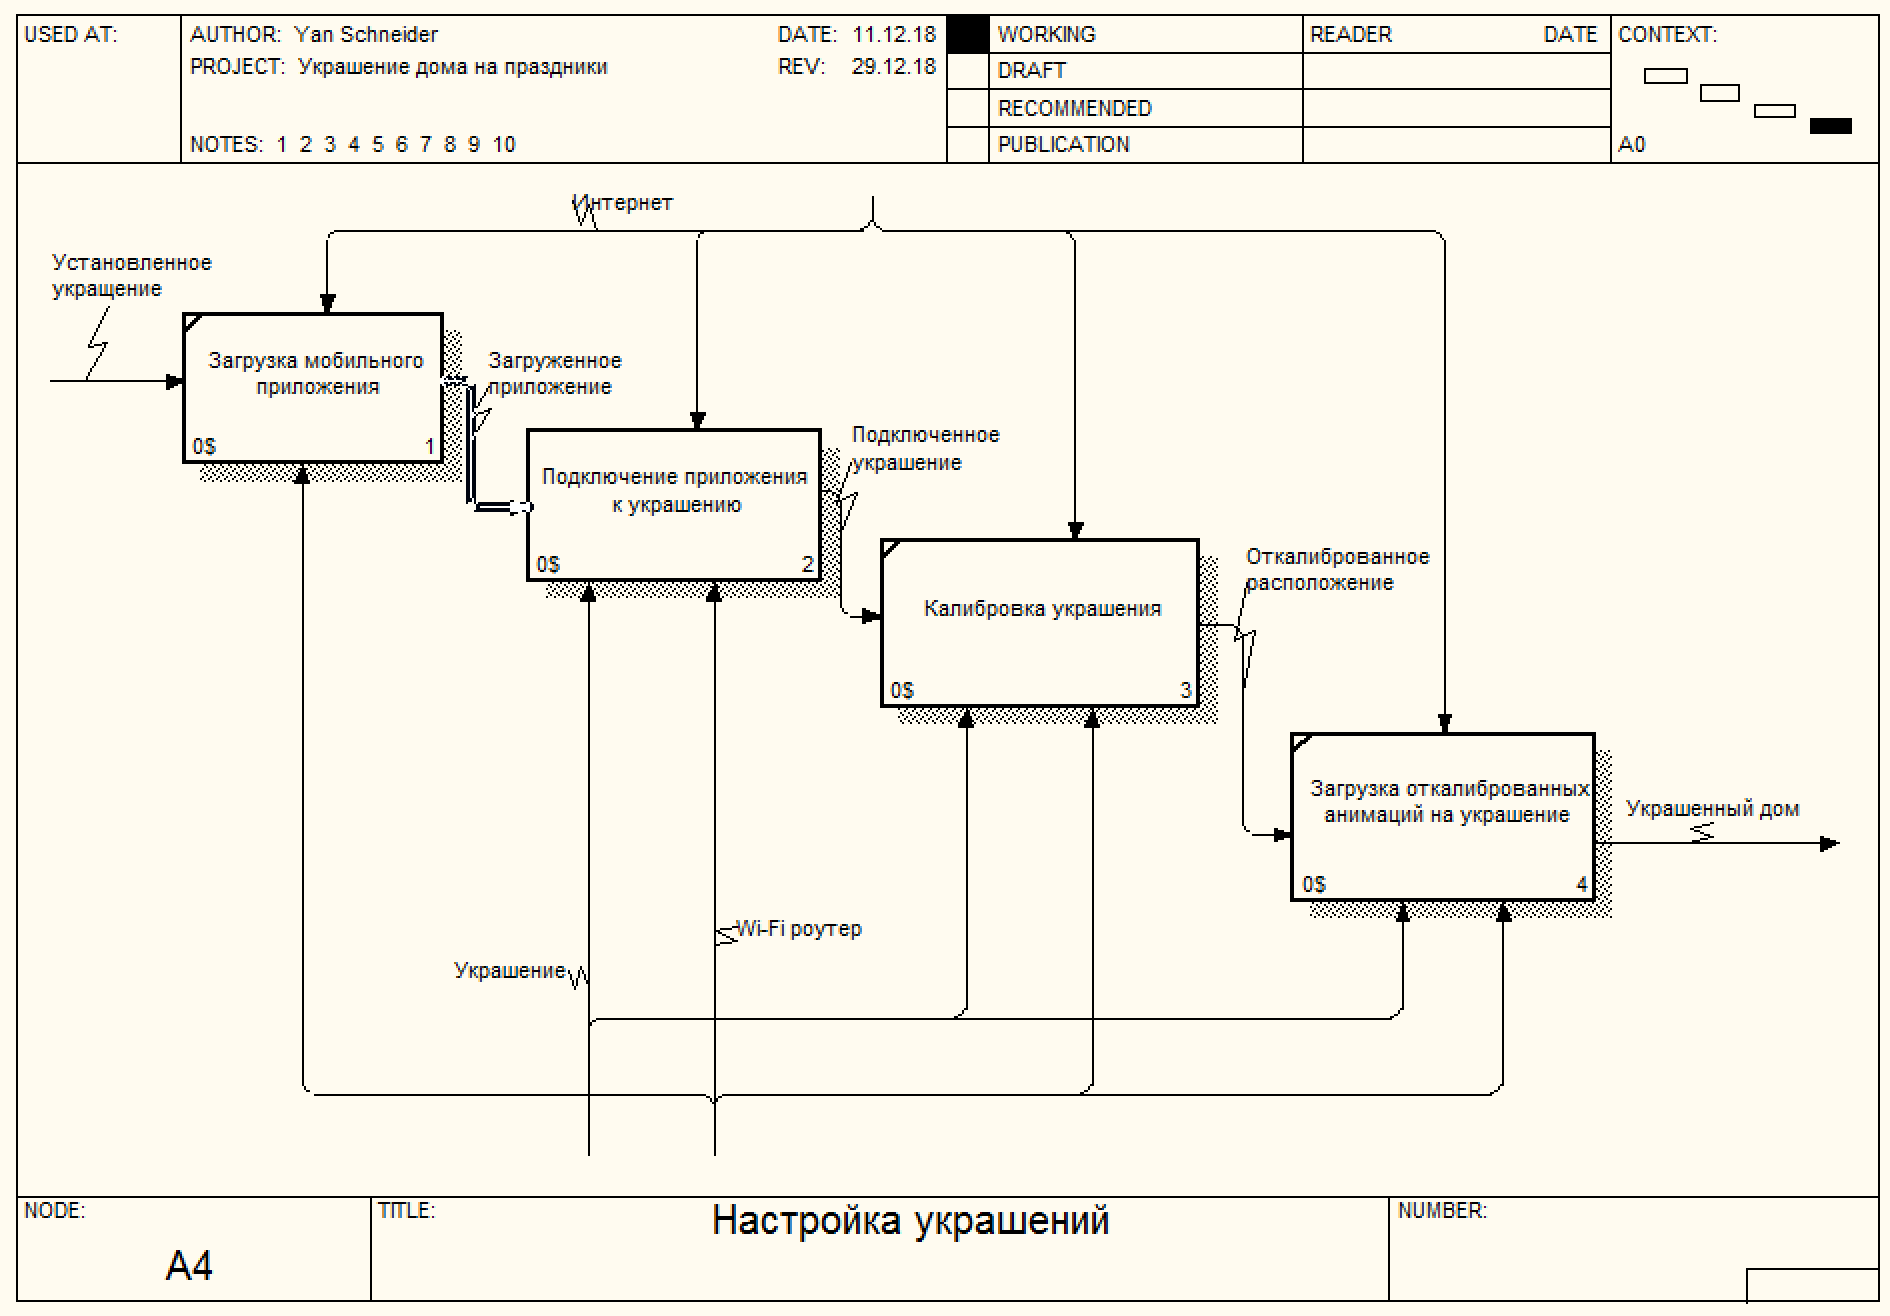 USED AT:
AUTHOR: Yan Schneider
DATE: 11.12.18
PROJECT: Украшение дома на праздники
REV: 29.12.18
NOTES: 1 2 3 4 5 6 7 8 9 10
WORKING
DRAFT
RECOMMENDED
PUBLICATION
READER DATE
CONTEXT:
A0
Интернет
Установленное
укращение
Загрузка мобильного
приложения
0$ 1
Загруженное
приложение
Подключение приложения
к украшению
0$ 2
Подключенное
украшение
Калибровка украшения
0$ 3
Откалиброванное
расположение
Загрузка откалиброванных
анимаций на украшение
0$ 4
Украшенный дом
Wi-Fi роутер
Украшение
NODE:
A4
TITLE:
Настройка украшений
NUMBER: